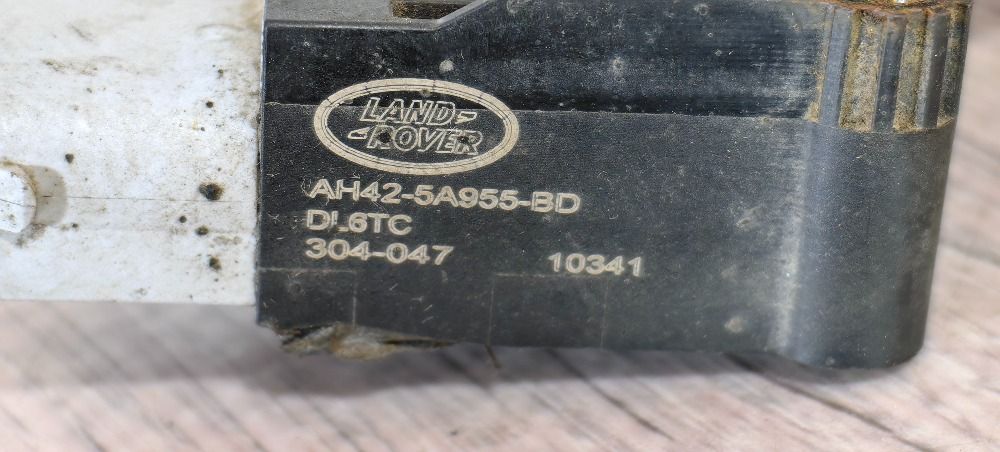 LAND-
-ROVER
AH42-5A955-BD
DL6TC
304-047
10341